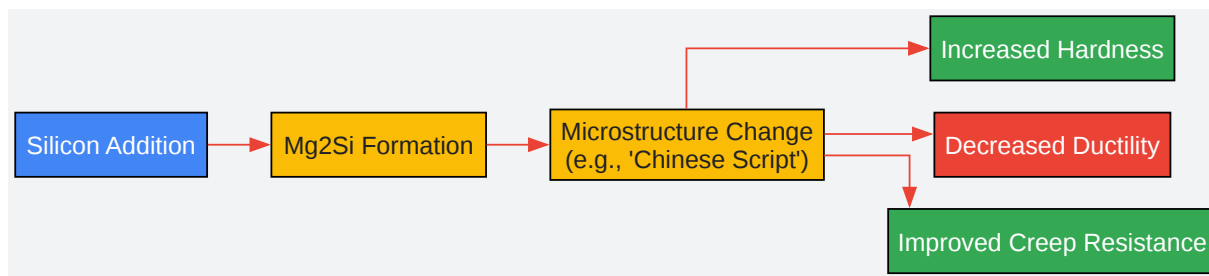 Increased Hardness
Silicon Addition
Mg2Si Formation
Microstructure Change
(e.g., 'Chinese Script')
Decreased Ductility
Improved Creep Resistance